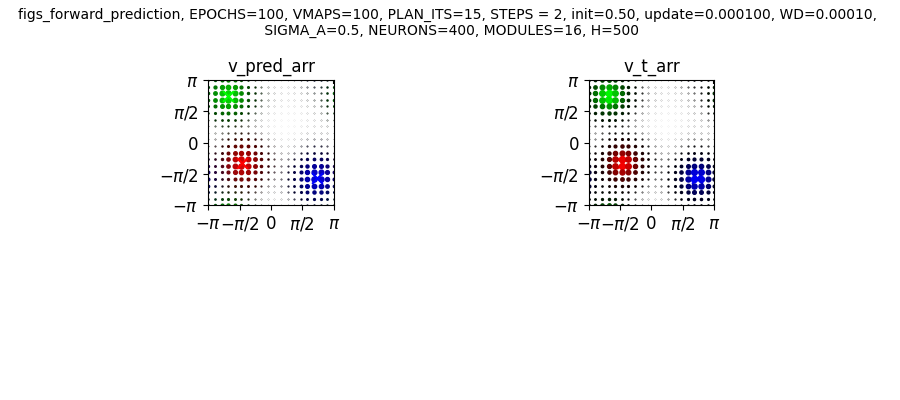 figs_forward_prediction, EPOCHS=100, VMAPS=100, PLAN_ITS=15, STEPS = 2, init=0.50, update=0.000100, WD=0.00010,
SIGMA_A=0.5, NEURONS=400, MODULES=16, H=500
v_pred_arr
π
π/2
0
−π/2
−π
−π −π/2 0 π/2 π
v_t_arr
π
π/2
0
−π/2
−π
−π −π/2 0 π/2 π